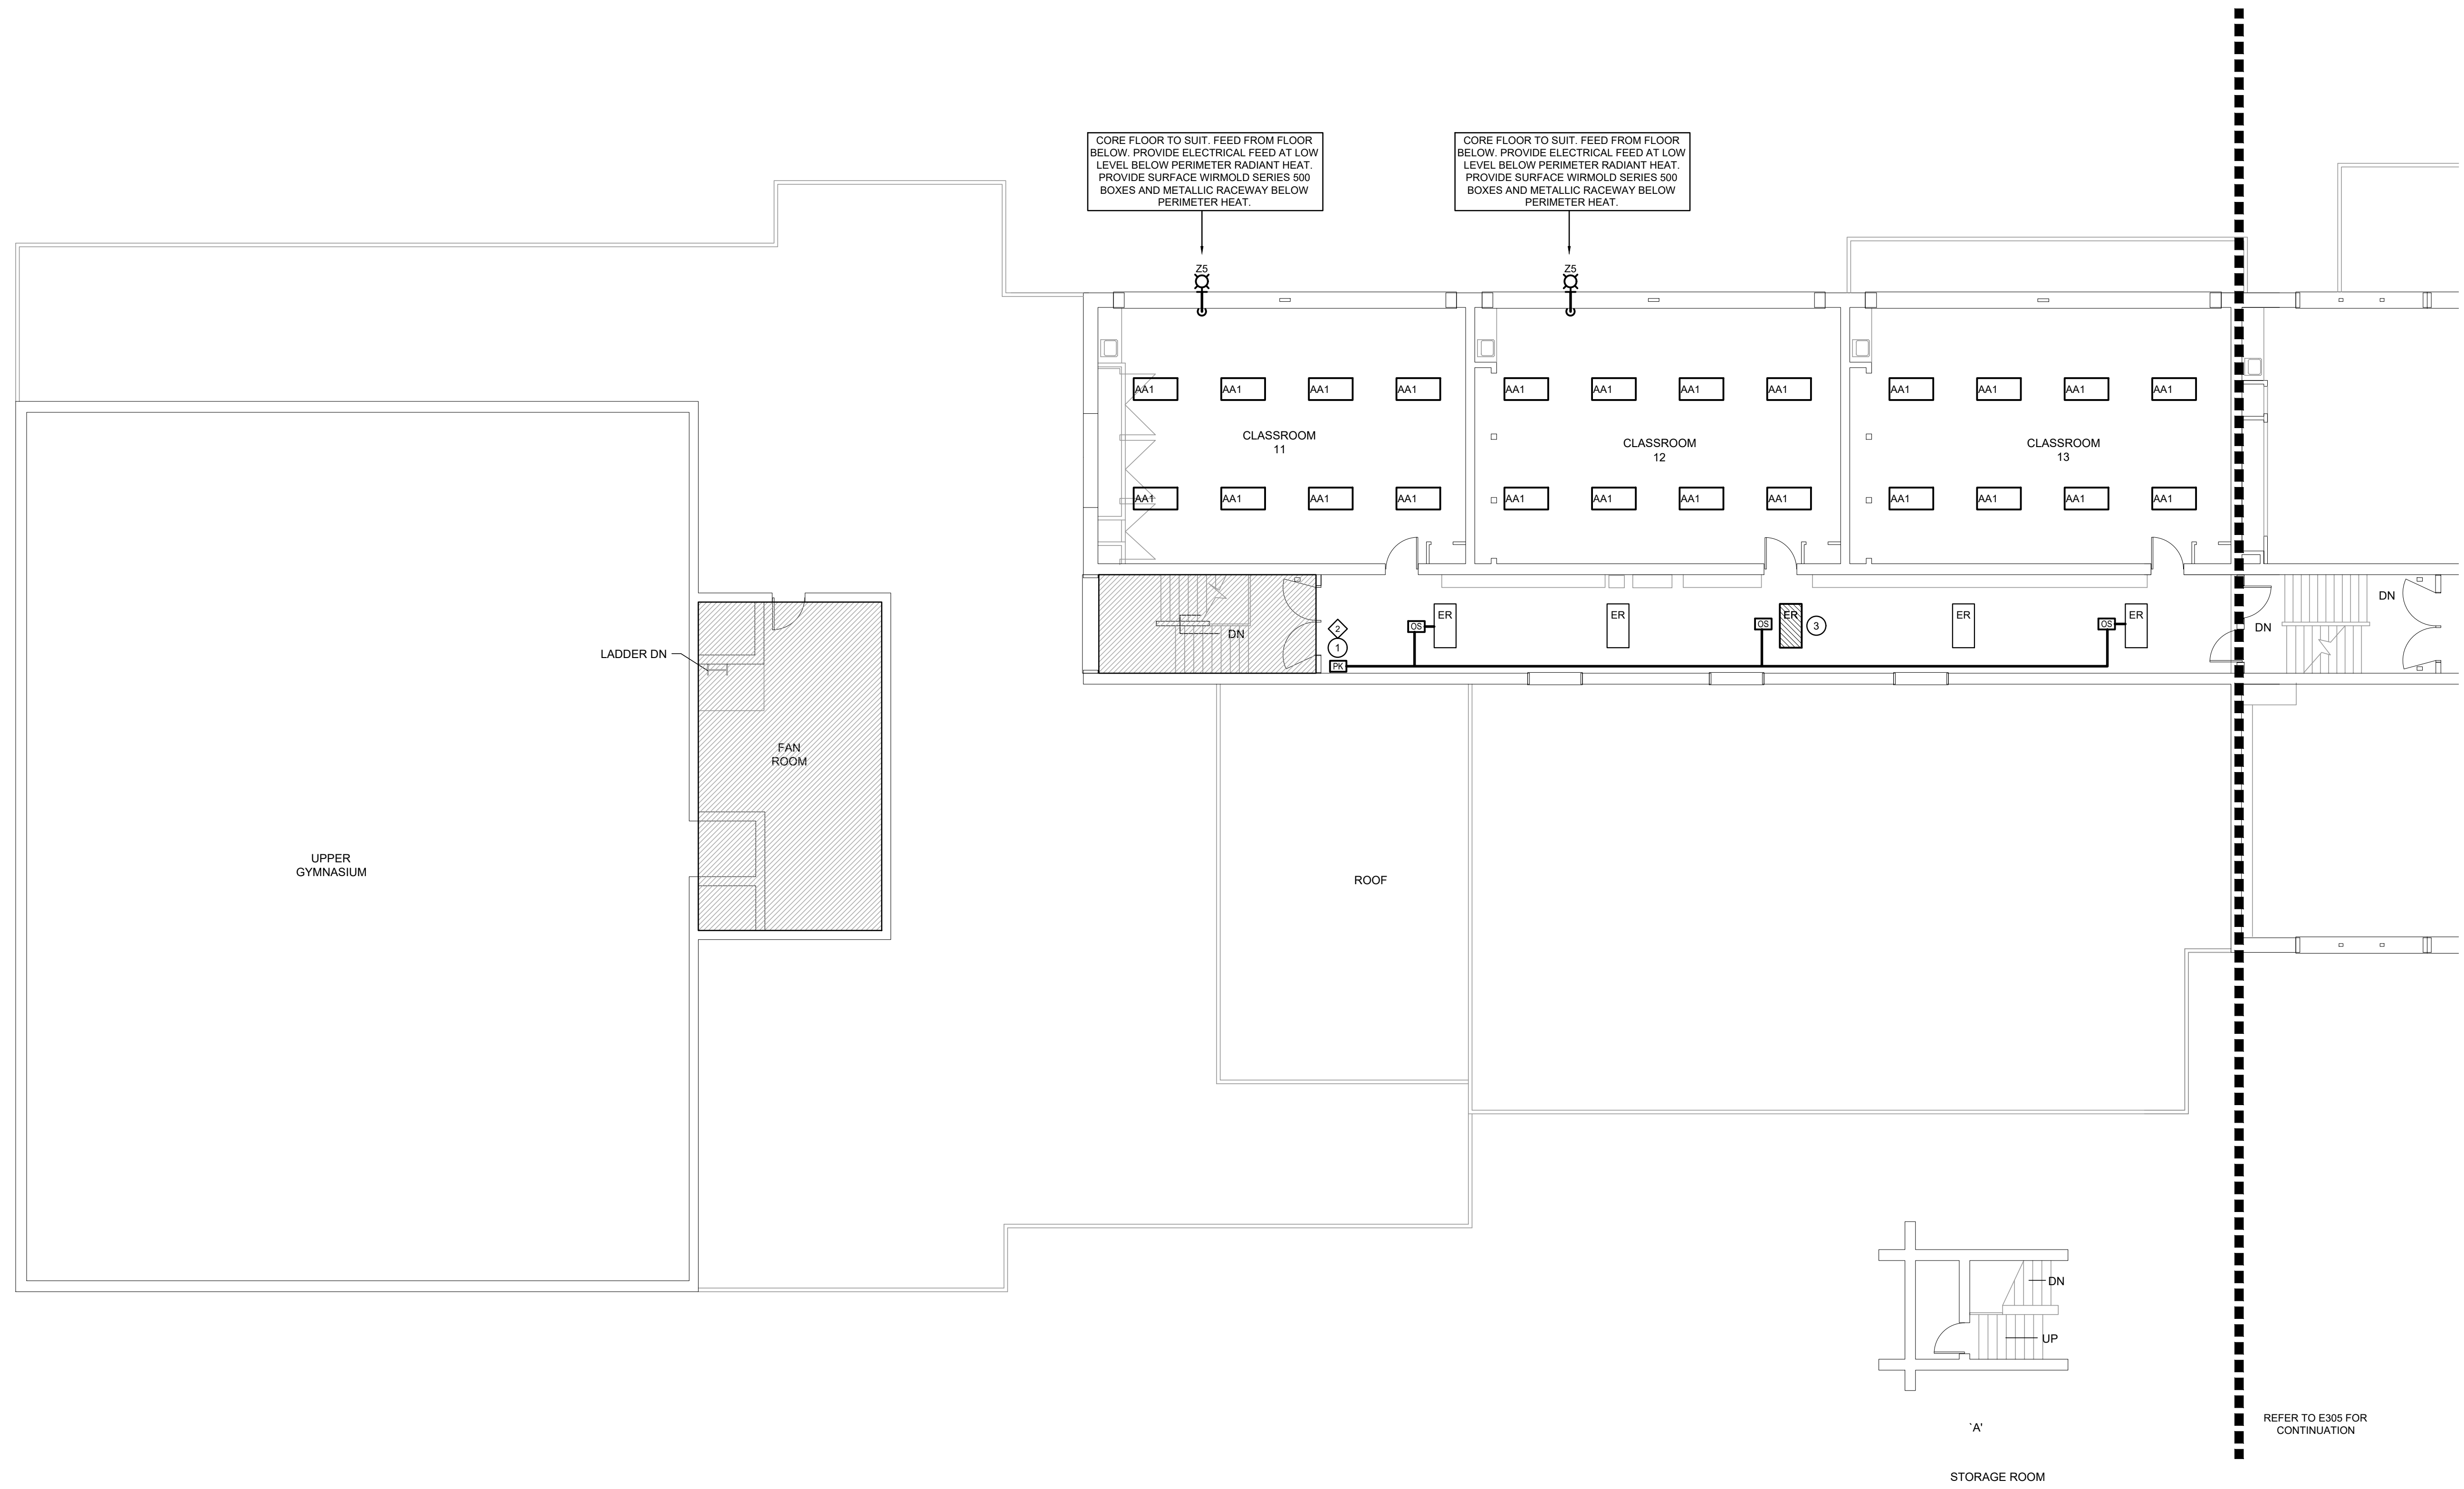 CORE FLOOR TO SUIT. FEED FROM FLOOR
BELOW. PROVIDE ELECTRICAL FEED AT LOW
LEVEL BELOW PERIMETER RADIANT HEAT.
PROVIDE SURFACE WIRMOLD SERIES 500
BOXES AND METALLIC RACEWAY BELOW
PERIMETER HEAT.
CORE FLOOR TO SUIT. FEED FROM FLOOR
BELOW. PROVIDE ELECTRICAL FEED AT LOW
LEVEL BELOW PERIMETER RADIANT HEAT.
PROVIDE SURFACE WIRMOLD SERIES 500
BOXES AND METALLIC RACEWAY BELOW
PERIMETER HEAT.
Z5
Z5
AA1 AA1 AA1 AA1 AA1 AA1 AA1 AA1 AA1 AA1 AA1 AA1
CLASSROOM
11
CLASSROOM
12
CLASSROOM
13
AA1 AA1 AA1 AA1 AA1 AA1 AA1 AA1 AA1 AA1 AA1 AA1
DN
ER ER ER ER ER
OS OS OS
2
1
3
PK
DN
DN
LADDER DN
FAN
ROOM
UPPER
GYMNASIUM
ROOF
DN
UP
`A'
STORAGE ROOM
REFER TO E305 FOR
CONTINUATION